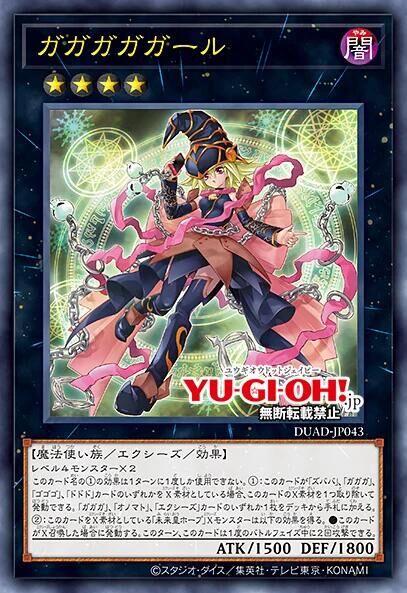 ガガガガガール
やみ
闇
ユウギオウドットジェイピー
YU-GI-OH!.jp
無断転載禁止
DUAD-JP043
【魔法使い族/エクシーズ/効果】
レベル4モンスター×2
このカード名の①の効果は1ターンに1度しか使用できない。①:このカードが「ズババ」、「ガガガ」、
「ゴゴゴ」、「ドドド」カードのいずれかをX素材としている場合、このカードのX素材を1つ取り除いて
発動できる。「ガガガ」、「オノマト」、「エクシーズ」カードのいずれか1枚をデッキから手札に加える。
②:このカードをX素材としている「未来皇ホープ」Xモンスターは以下の効果を得る。●このカード
がX召喚した場合に発動する。このターン、このカードは1度のバトルフェイズ中に2回攻撃できる。
ATK/1500 DEF/1800
©スタジオ・ダイス/集英社・テレビ東京・KONAMI